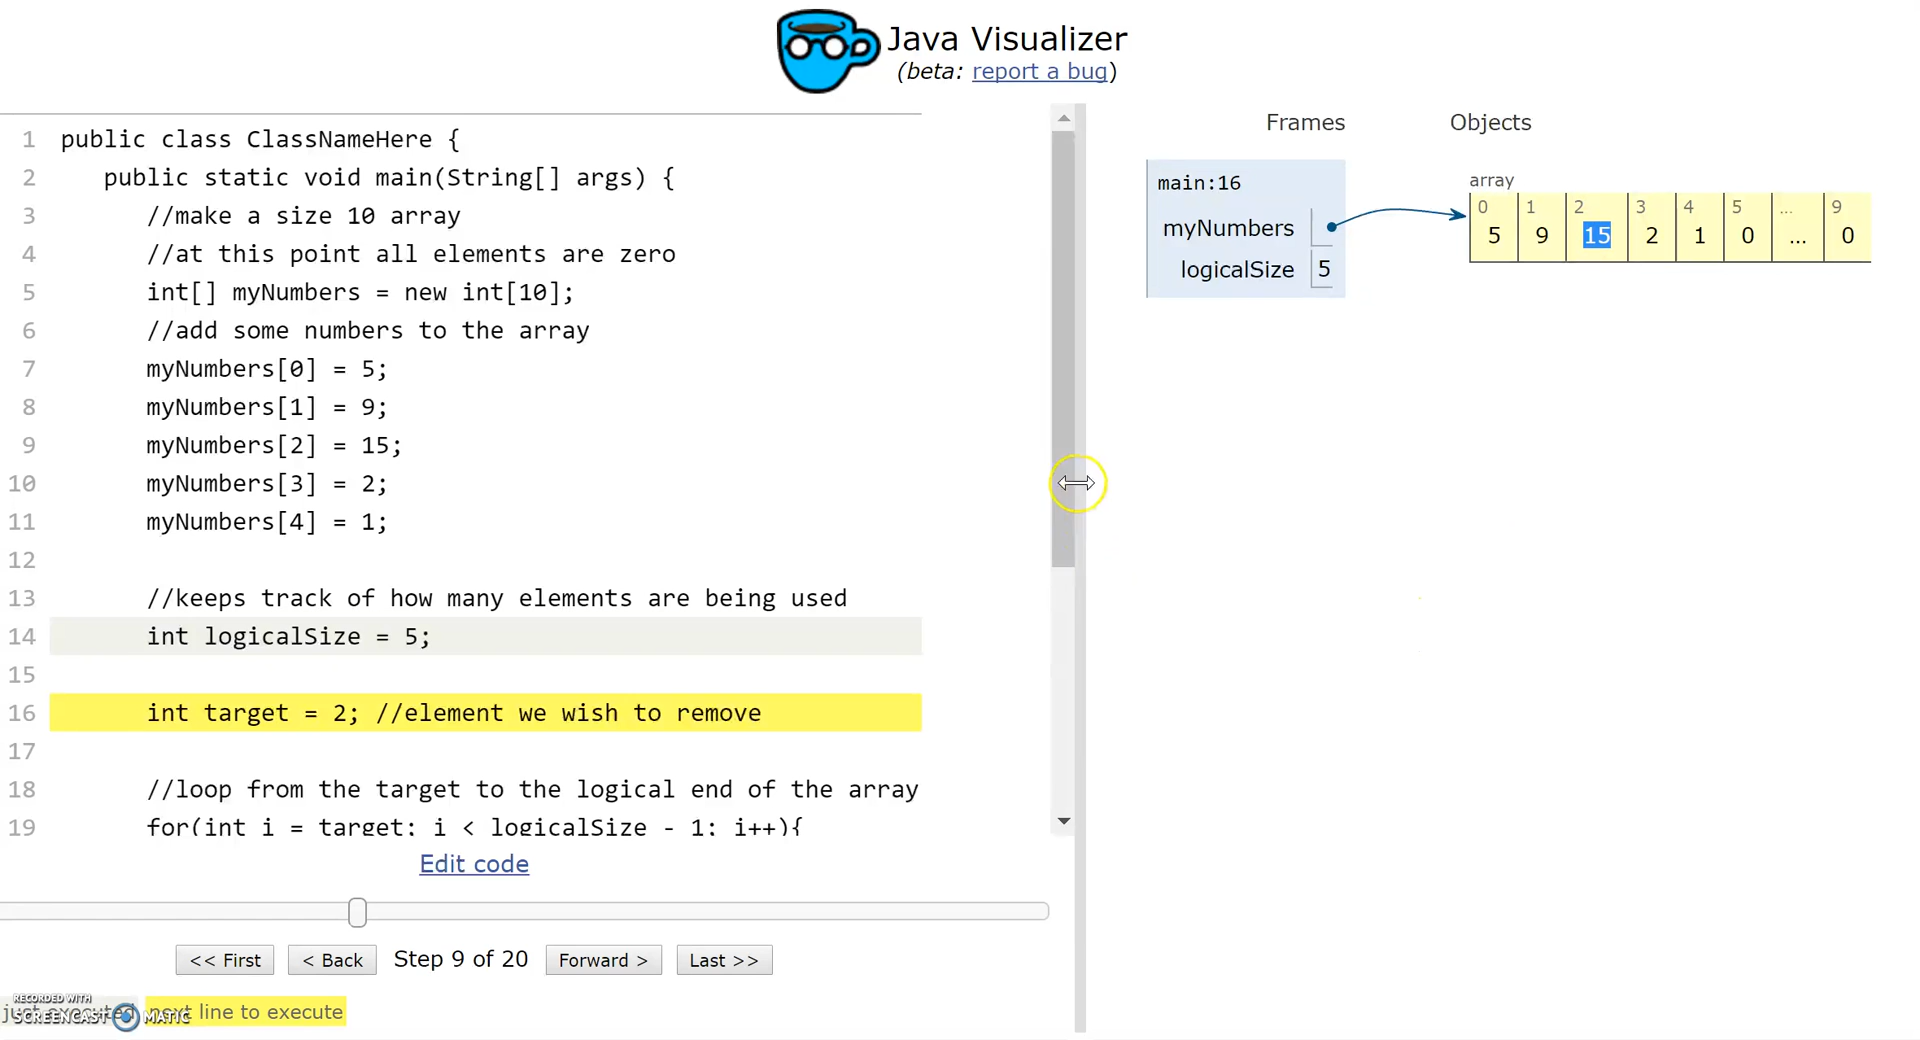 Java Visualizer
(beta: report a bug)
1 public class ClassNameHere {
2 public static void main(String[] args) {
3 //make a size 10 array
4 //at this point all elements are zero
5 int[] myNumbers = new int[10];
6 //add some numbers to the array
7 myNumbers[0] = 5;
8 myNumbers[1] = 9;
9 myNumbers[2] = 15;
10 myNumbers[3] = 2;
11 myNumbers[4] = 1;
12
13 //keeps track of how many elements are being used
14 int logicalSize = 5;
15
16 int target = 2; //element we wish to remove
17
18 //loop from the target to the logical end of the array
19 for(int i = target; i < logicalSize - 1; i++){
Edit code
<< First < Back Step 9 of 20 Forward > Last >>
just executed next line to execute
RECORDED WITH
SCREENCAST MATIC
Frames Objects
main:16
myNumbers
logicalSize 5
array
0 1 2 3 4 5 ... 9
5 9 15 2 1 0 ... 0